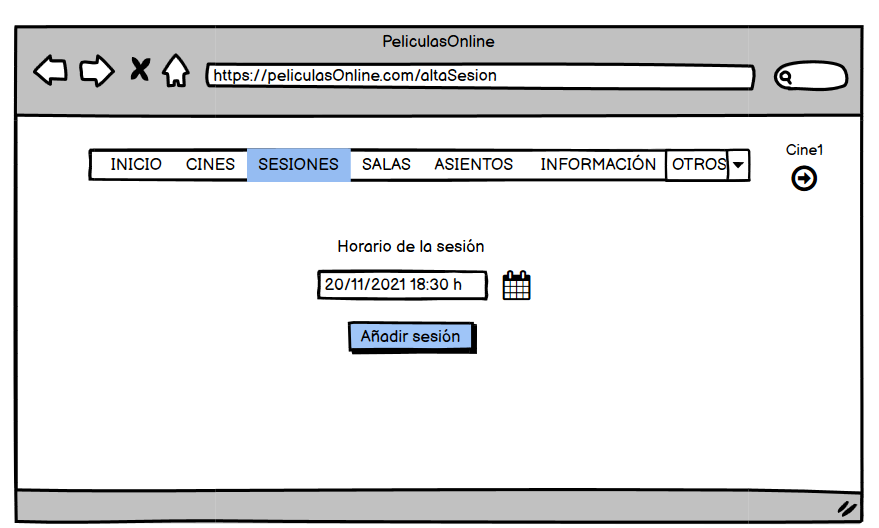 PeliculasOnline
https://peliculasOnline.com/altaSesion
INICIO CINES SESIONES SALAS ASIENTOS INFORMACIÓN OTROS
Cine1
Horario de la sesión
20/11/2021 18:30 h
Añadir sesión